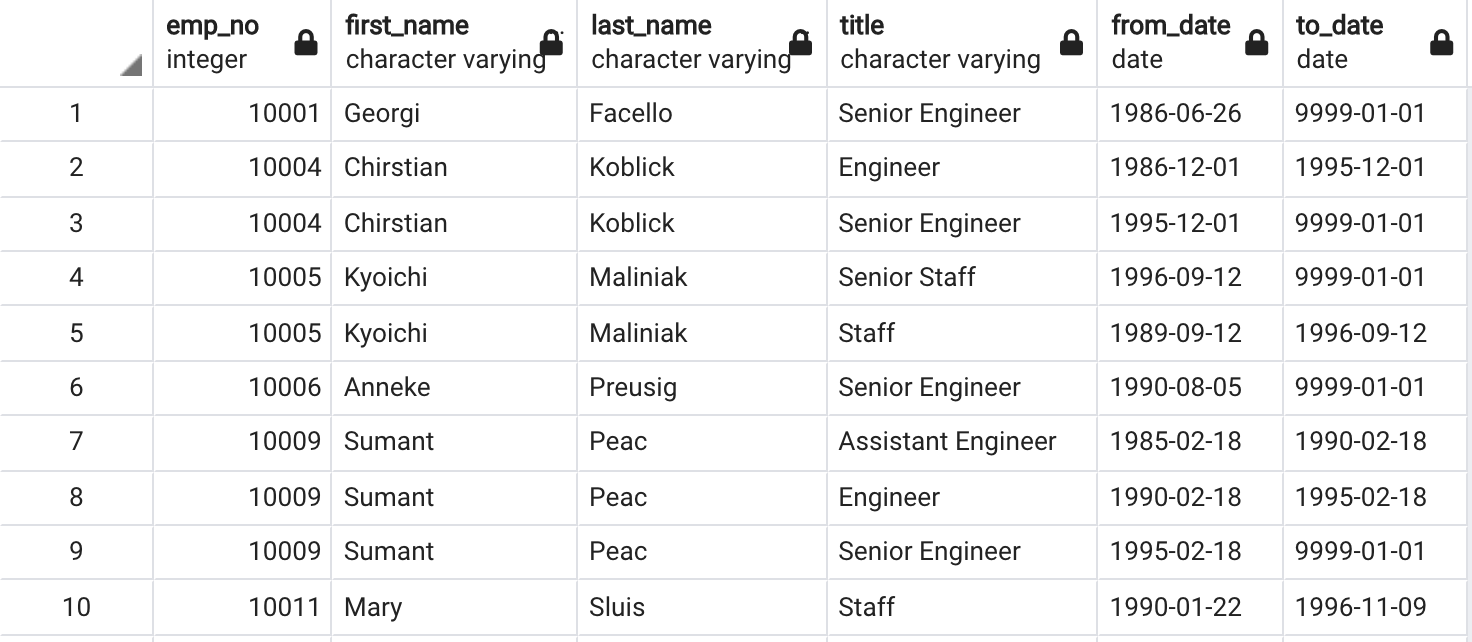 emp_no first_name last_name title from_date to_date
integer character varying character varying character varying date date
1 10001 Georgi Facello Senior Engineer 1986-06-26 9999-01-01
2 10004 Chirstian Koblick Engineer 1986-12-01 1995-12-01
3 10004 Chirstian Koblick Senior Engineer 1995-12-01 9999-01-01
4 10005 Kyoichi Maliniak Senior Staff 1996-09-12 9999-01-01
5 10005 Kyoichi Maliniak Staff 1989-09-12 1996-09-12
6 10006 Anneke Preusig Senior Engineer 1990-08-05 9999-01-01
7 10009 Sumant Peac Assistant Engineer 1985-02-18 1990-02-18
8 10009 Sumant Peac Engineer 1990-02-18 1995-02-18
9 10009 Sumant Peac Senior Engineer 1995-02-18 9999-01-01
10 10011 Mary Sluis Staff 1990-01-22 1996-11-09